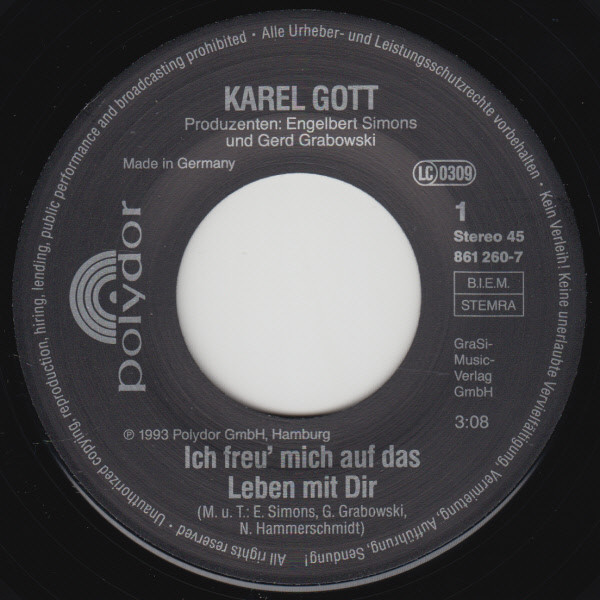 Alle Urheber- und Leistungsschutzrechte vorbehalten · Kein Verleih! Keine unerlaubte Vervielfältigung, Vermietung, Aufführung, Sendung!
All rights reserved · Unauthorized copying, reproduction, hiring, lending, public performance and broadcasting prohibited ·
KAREL GOTT
Produzenten: Engelbert Simons
und Gerd Grabowski
Made in Germany
LC 0309
polydor
1
Stereo 45
861 260-7
B.I.E.M.
STEMRA
GraSi-
Music-
Verlag
GmbH
3:08
℗ 1993 Polydor GmbH, Hamburg
Ich freu’ mich auf das
Leben mit Dir
(M. u. T.: E. Simons, G. Grabowski,
N. Hammerschmidt)